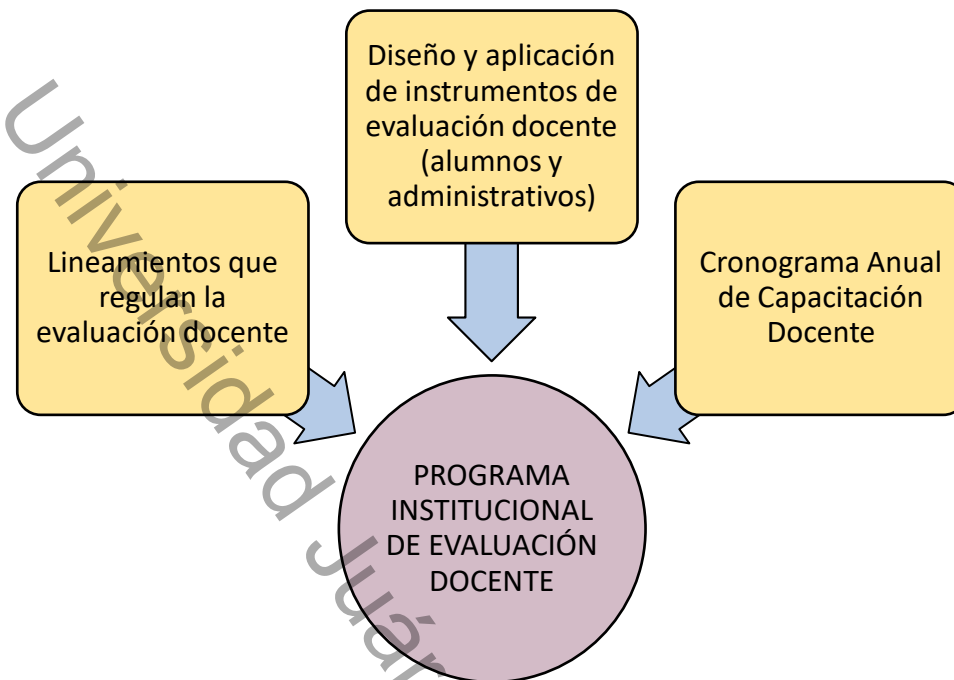 Diseño y aplicación
de instrumentos de
evaluación docente
(alumnos y
administrativos)
Lineamientos que
regulan la
evaluación docente
Cronograma Anual
de Capacitación
Docente
PROGRAMA
INSTITUCIONAL
DE EVALUACIÓN
DOCENTE
Universidad